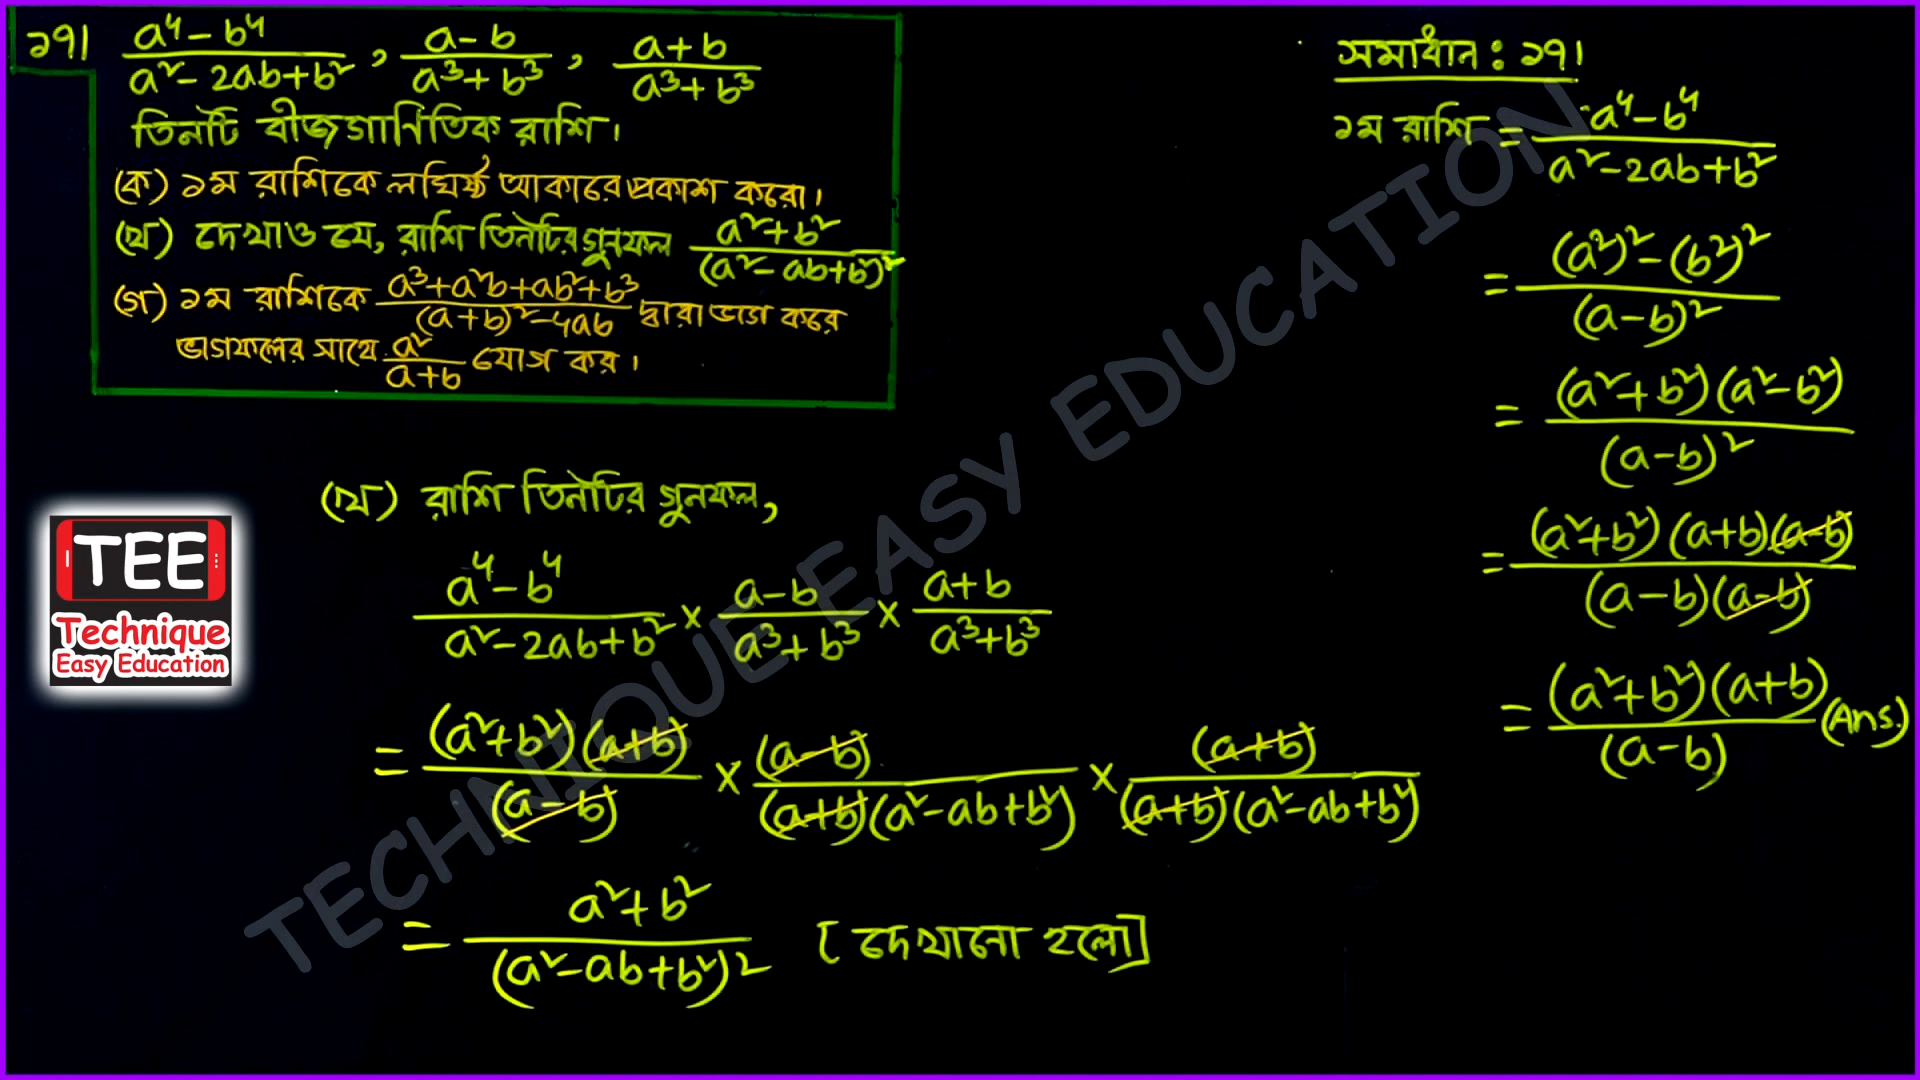 ১৭। (a⁴ - b⁴)/(a² - 2ab + b²), (a - b)/(a³ + b³), (a + b)/(a³ + b³)
তিনটি বীজগাণিতিক রাশি।
(ক) ১ম রাশিকে লঘিষ্ঠ আকারে প্রকাশ করো।
(খ) দেখাও যে, রাশি তিনটির গুনফল (a² + b²)/(a² - ab + b²)²
(গ) ১ম রাশিকে (a³ + a²b + ab² + b³)/((a + b)² - 4ab) দ্বারা ভাগ করে
ভাগফলের সাথে a²/(a + b) যোগ কর।
সমাধান : ১৭।
১ম রাশি = (a⁴ - b⁴)/(a² - 2ab + b²)
= ((a²)² - (b²)²)/(a - b)²
= (a² + b²)(a² - b²)/(a - b)²
= (a² + b²)(a + b)(a - b)/(a - b)(a - b)
= (a² + b²)(a + b)/(a - b) (Ans.)
(খ) রাশি তিনটির গুনফল,
(a⁴ - b⁴)/(a² - 2ab + b²) × (a - b)/(a³ + b³) × (a + b)/(a³ + b³)
= (a² + b²)(a + b)/(a - b) × (a - b)/(a + b)(a² - ab + b²) × (a + b)/(a + b)(a² - ab + b²)
= (a² + b²)/(a² - ab + b²)² [দেখানো হলো]
TEE
Technique
Easy Education
TECHNIQUE EASY EDUCATION